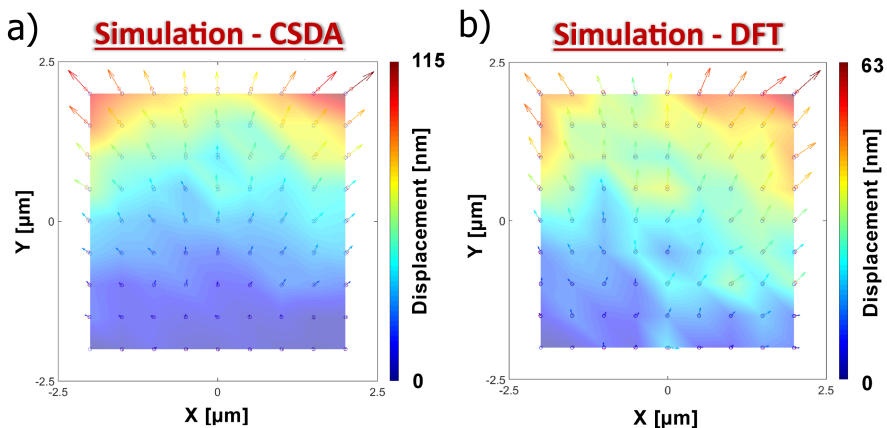 a)
Simulation - CSDA
115
2.5
0
-2.5
Y [µm]
-2.5
0
2.5
X [µm]
Displacement [nm]
0
b)
Simulation - DFT
63
2.5
0
-2.5
Y [µm]
-2.5
0
2.5
X [µm]
Displacement [nm]
0